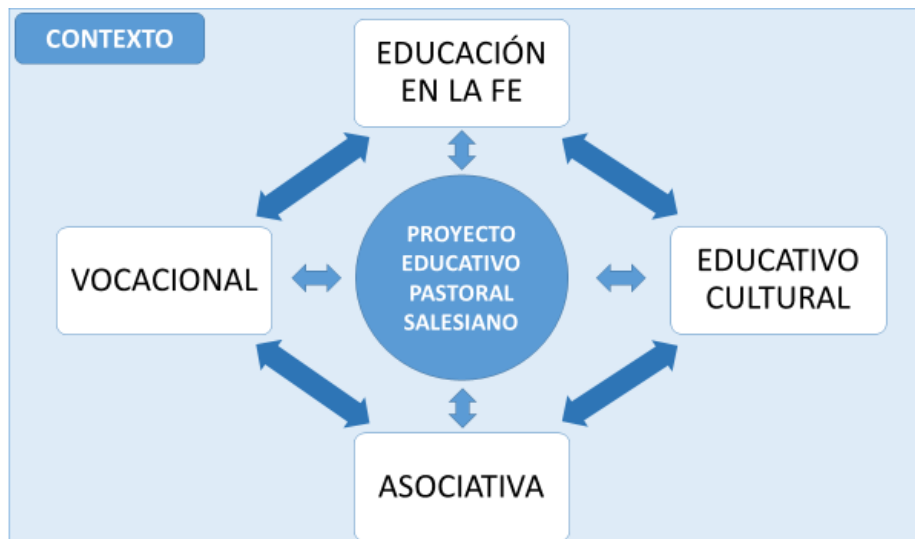 CONTEXTO
EDUCACIÓN
EN LA FE
VOCACIONAL
PROYECTO
EDUCATIVO
PASTORAL
SALESIANO
EDUCATIVO
CULTURAL
ASOCIATIVA